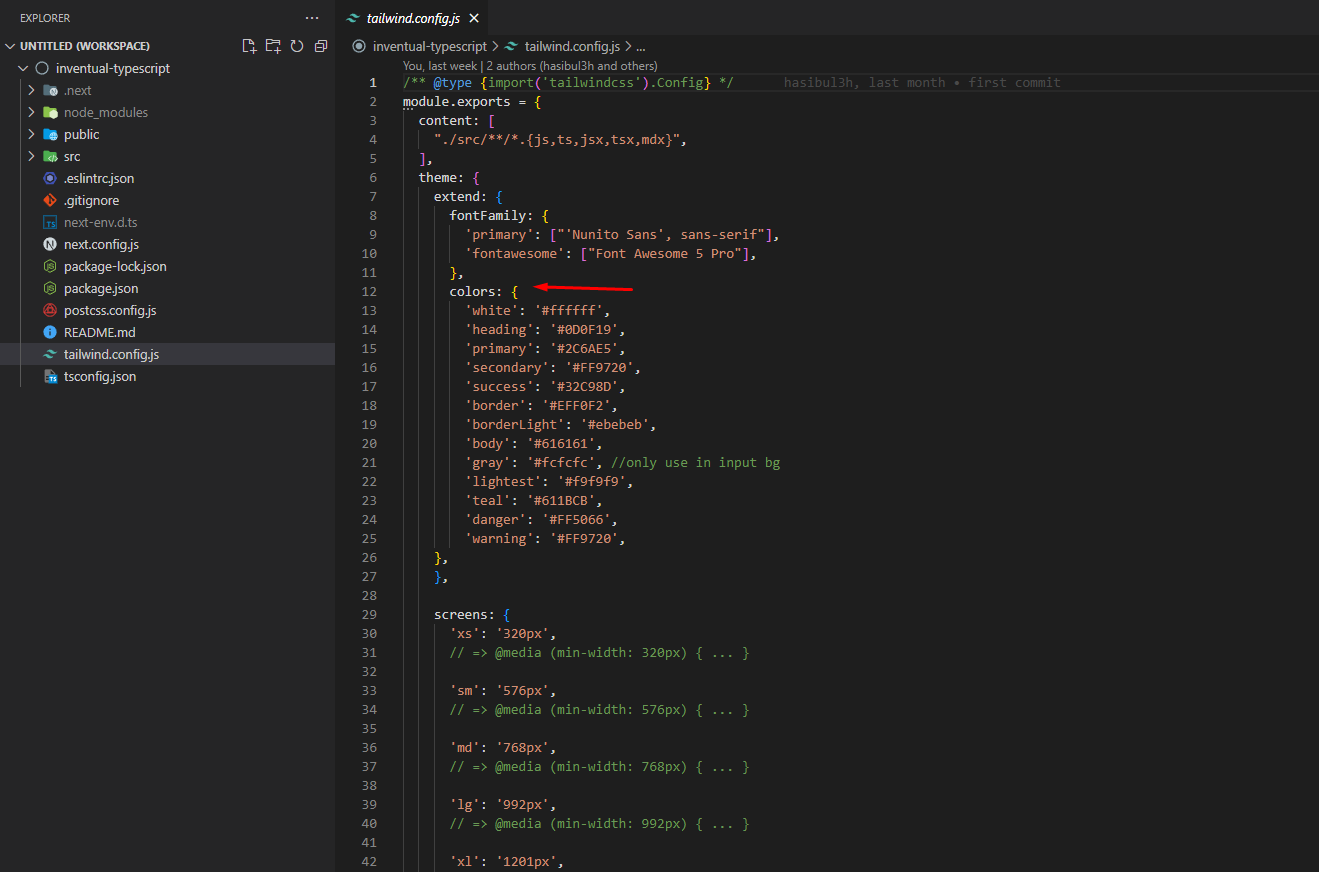 EXPLORER
UNTITLED (WORKSPACE)
inventual-typescript
.next
node_modules
public
src
.eslintrc.json
.gitignore
next-env.d.ts
next.config.js
package-lock.json
package.json
postcss.config.js
README.md
tailwind.config.js
tsconfig.json
tailwind.config.js
inventual-typescript > tailwind.config.js > ...
You, last week | 2 authors (hasibul3h and others)
1 /** @type {import('tailwindcss').Config} */ hasibul3h, last month • first commit
2 module.exports = {
3 content: [
4 "./src/**/*.{js,ts,jsx,tsx,mdx}",
5 ],
6 theme: {
7 extend: {
8 fontFamily: {
9 'primary': ["'Nunito Sans', sans-serif"],
10 'fontawesome': ["Font Awesome 5 Pro"],
11 },
12 colors: {
13 'white': '#ffffff',
14 'heading': '#0D0F19',
15 'primary': '#2C6AE5',
16 'secondary': '#FF9720',
17 'success': '#32C98D',
18 'border': '#EFF0F2',
19 'borderLight': '#ebebeb',
20 'body': '#616161',
21 'gray': '#fcfcfc', //only use in input bg
22 'lightest': '#f9f9f9',
23 'teal': '#611BCB',
24 'danger': '#FF5066',
25 'warning': '#FF9720',
26 },
27 },
28
29 screens: {
30 'xs': '320px',
31 // => @media (min-width: 320px) { ... }
32
33 'sm': '576px',
34 // => @media (min-width: 576px) { ... }
35
36 'md': '768px',
37 // => @media (min-width: 768px) { ... }
38
39 'lg': '992px',
40 // => @media (min-width: 992px) { ... }
41
42 'xl': '1201px',